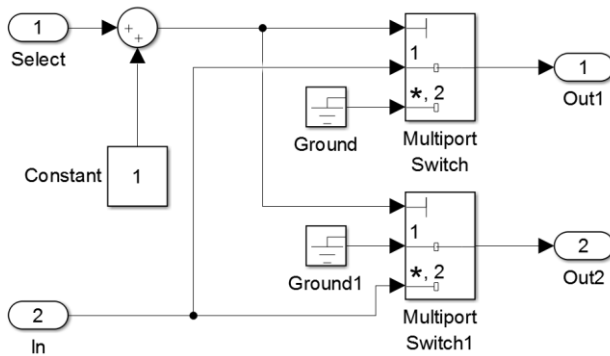 1
Select
+
+
Constant
1
2
In
Ground
1
*, 2
Multiport
Switch
1
Out1
Ground1
1
*, 2
Multiport
Switch1
2
Out2